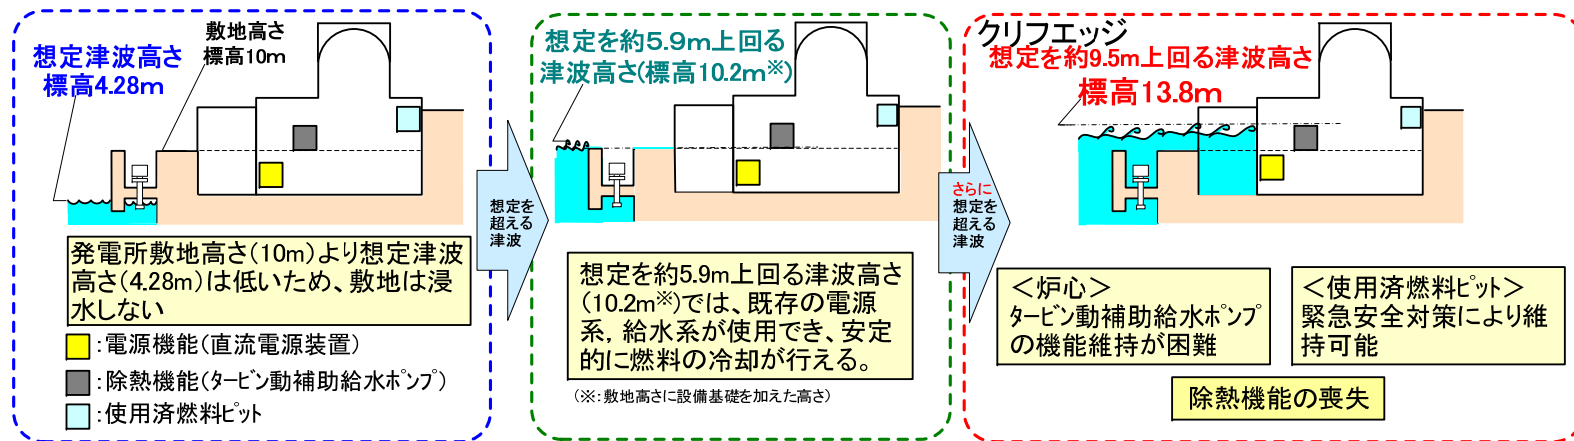 敷地高さ
標高10m
想定津波高さ
標高4.28m
発電所敷地高さ(10m)より想定津波
高さ(4.28m)は低いため、敷地は浸
水しない
:電源機能(直流電源装置)
:除熱機能(タービン動補助給水ポンプ)
:使用済燃料ピット
想定を
超える
津波
想定を約5.9m上回る
津波高さ(標高10.2m※)
想定を約5.9m上回る津波高さ
(10.2m※)では、既存の電源
系,給水系が使用でき、安定
的に燃料の冷却が行える。
(※:敷地高さに設備基礎を加えた高さ)
さらに
想定を
超える
津波
クリフエッジ
想定を約9.5m上回る津波高さ
標高13.8m
<炉心>
タービン動補助給水ポンプ
の機能維持が困難
<使用済燃料ピット>
緊急安全対策により維
持可能
除熱機能の喪失